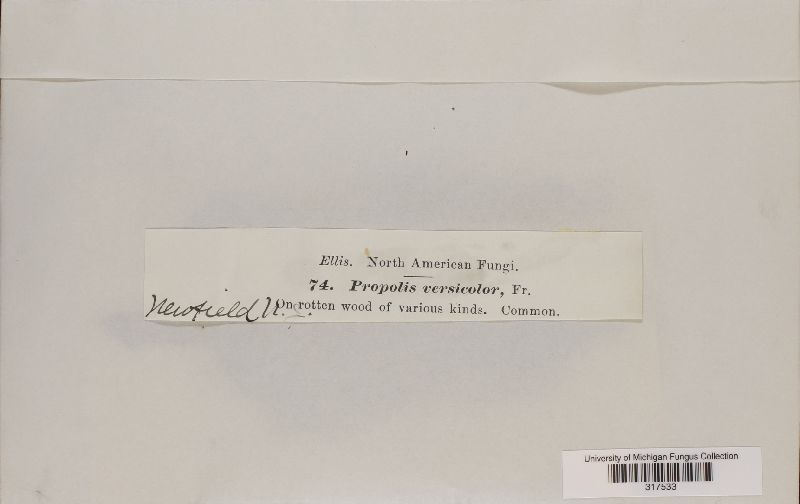 Ellis. North American Fungi.
74. Propolis versicolor, Fr.
Newfield N. J. On rotten wood of various kinds. Common.
University of Michigan Fungus Collection
317533